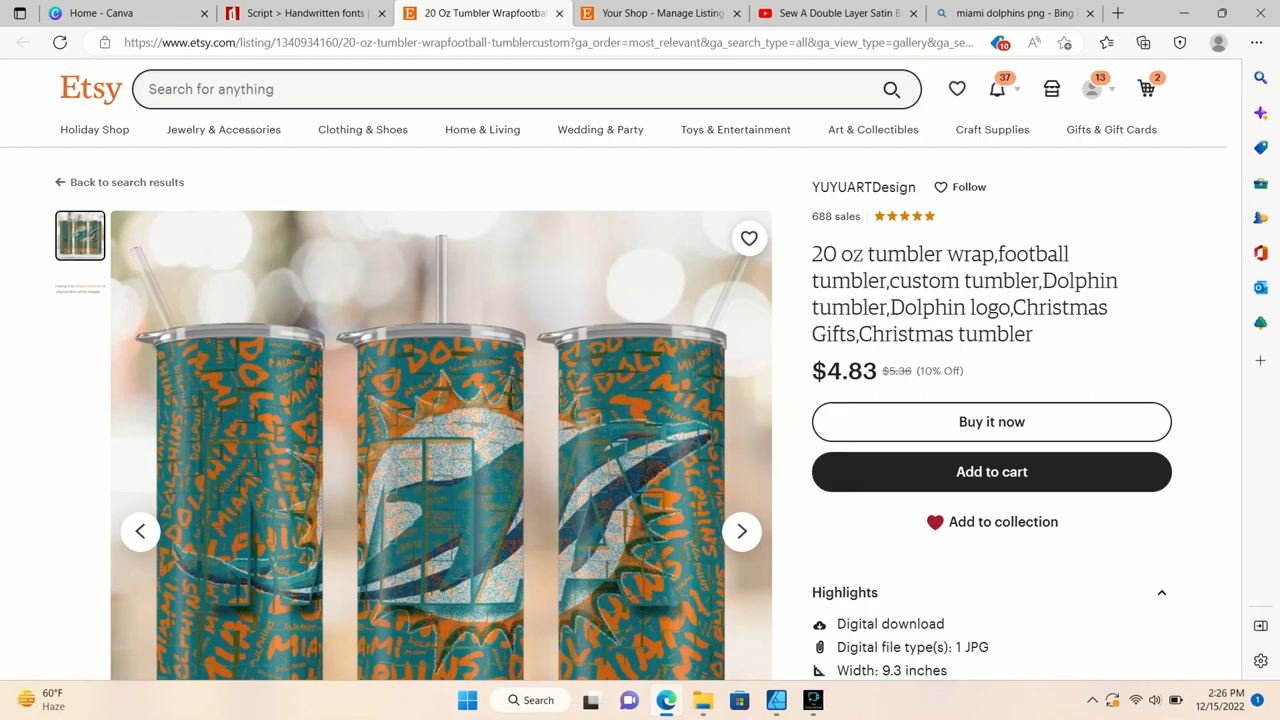 Home - Canva
Script > Handwritten fonts |
20 Oz Tumbler Wrapfootball
Your Shop - Manage Listing
Sew A Double Layer Satin B
miami dolphins png - Bing
https://www.etsy.com/listing/1340934160/20-oz-tumbler-wrapfootball-tumblercustom?ga_order=most_relevant&ga_search_type=all&ga_view_type=gallery&ga_se...
10
Etsy
Search for anything
37
13
2
Holiday Shop
Jewelry & Accessories
Clothing & Shoes
Home & Living
Wedding & Party
Toys & Entertainment
Art & Collectibles
Craft Supplies
Gifts & Gift Cards
Back to search results
YUYUARTDesign
Follow
688 sales
20 oz tumbler wrap,football
tumbler,custom tumbler,Dolphin
tumbler,Dolphin logo,Christmas
Gifts,Christmas tumbler
$4.83 $5.36 (10% Off)
Buy it now
Add to cart
Add to collection
Highlights
Digital download
Digital file type(s): 1 JPG
Width: 9.3 inches
MIAMI
DOLPHINS
60°F
Haze
Search
2:26 PM
12/15/2022
1